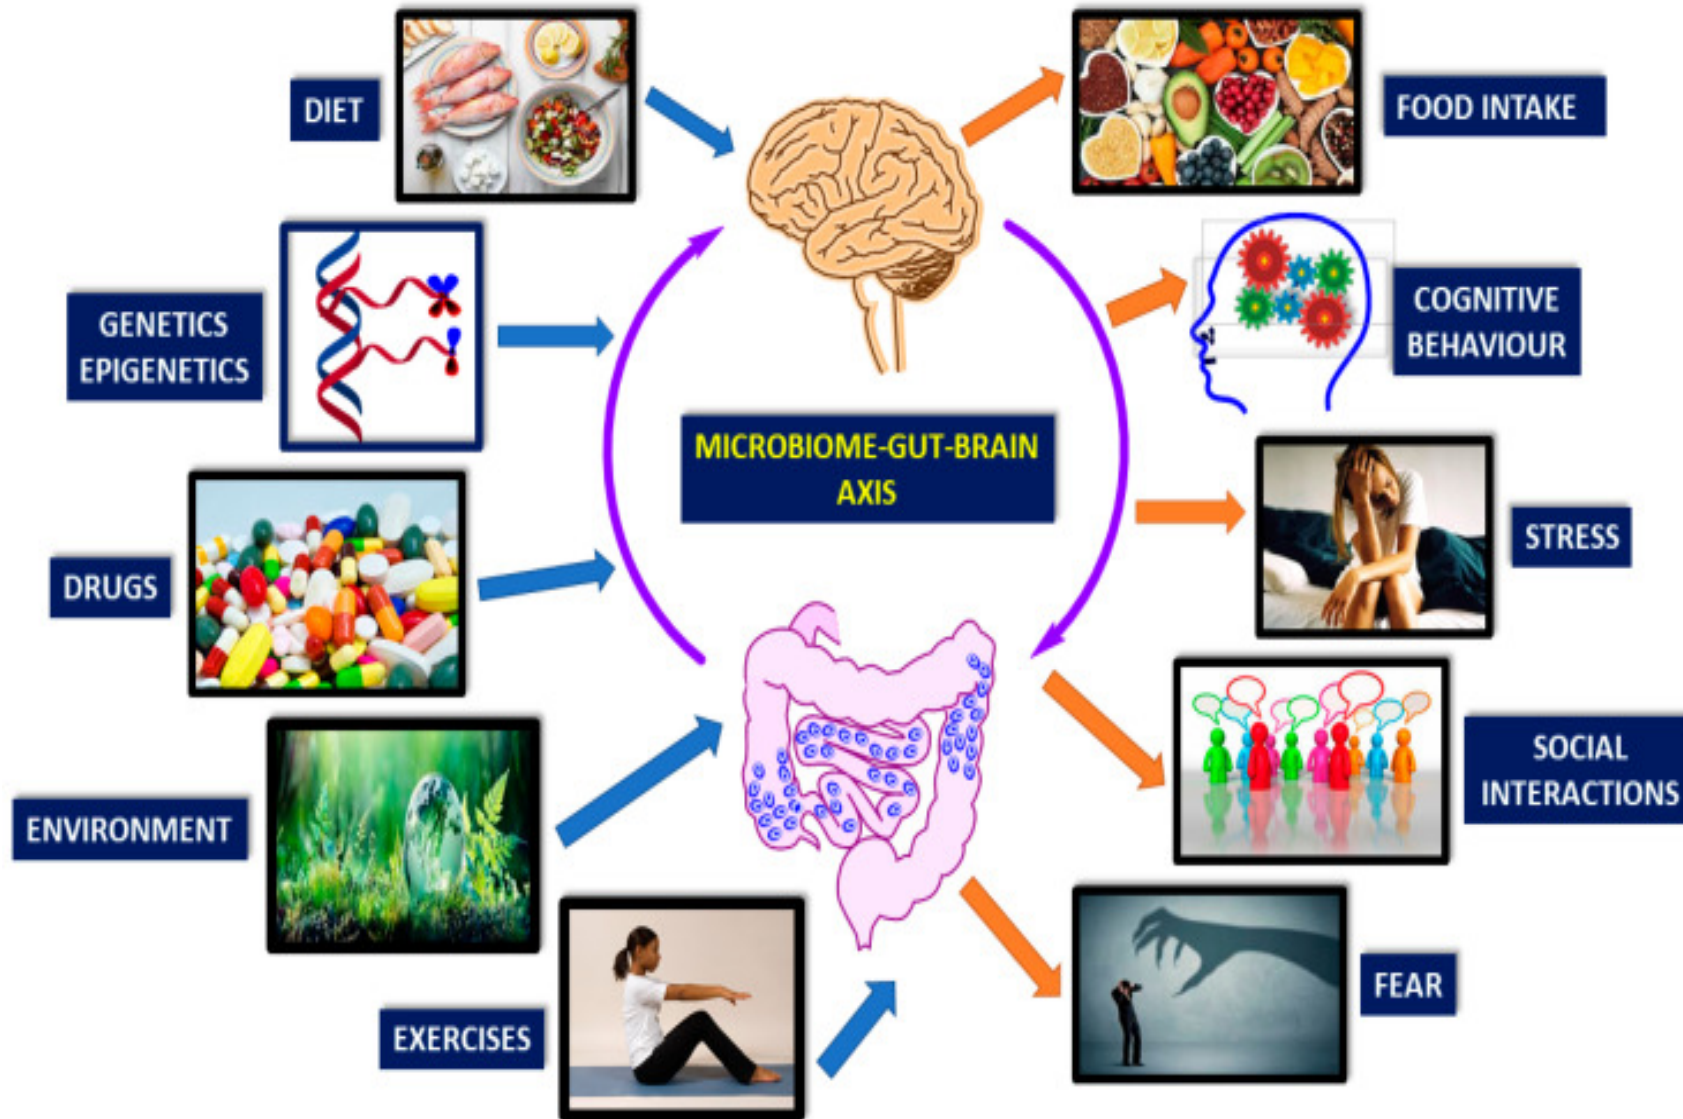 DIET
FOOD INTAKE
GENETICS
EPIGENETICS
COGNITIVE
BEHAVIOUR
MICROBIOME-GUT-BRAIN
AXIS
DRUGS
STRESS
ENVIRONMENT
SOCIAL
INTERACTIONS
EXERCISES
FEAR